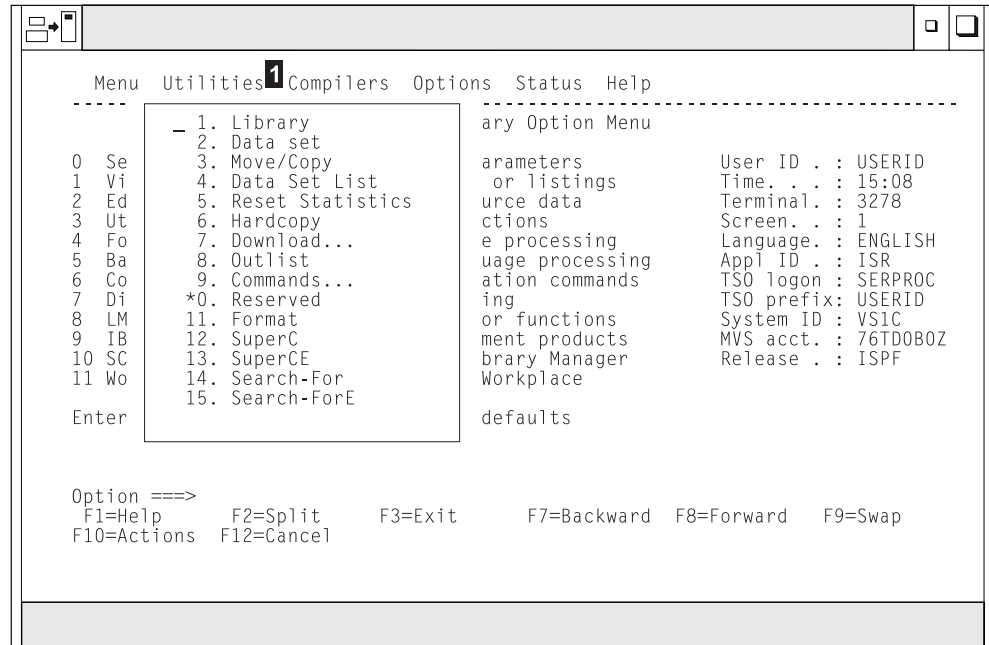 Menu  Utilities 1 Compilers  Options  Status  Help
----- -----------------------------------------
_ 1. Library ary Option Menu
2. Data set
0 Se 3. Move/Copy arameters User ID . : USERID
1 Vi 4. Data Set List or listings Time. . . : 15:08
2 Ed 5. Reset Statistics urce data Terminal. : 3278
3 Ut 6. Hardcopy ctions Screen. . : 1
4 Fo 7. Download... e processing Language. : ENGLISH
5 Ba 8. Outlist uage processing Appl ID . : ISR
6 Co 9. Commands... ation commands TSO logon : SERPROC
7 Di *0. Reserved ing TSO prefix: USERID
8 LM 11. Format or functions System ID : VS1C
9 IB 12. SuperC ment products MVS acct. : 76TDOBOZ
10 SC 13. SuperCE brary Manager Release . : ISPF
11 Wo 14. Search-For Workplace
15. Search-ForE
Enter defaults
Option ===>
F1=Help F2=Split F3=Exit F7=Backward F8=Forward F9=Swap
F10=Actions F12=Cancel